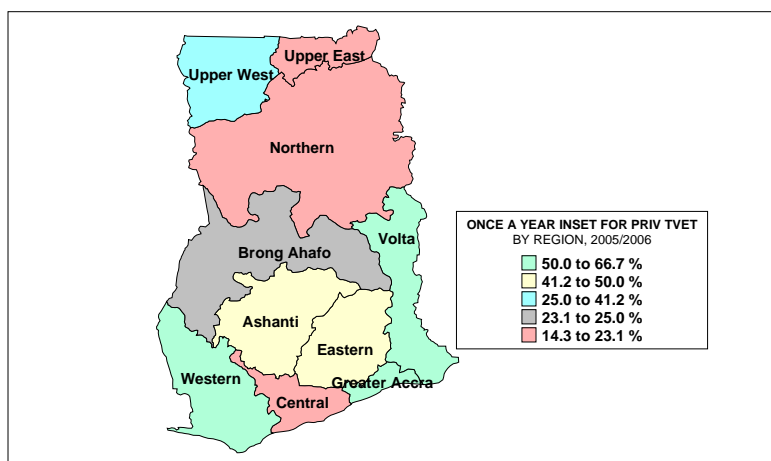 Upper East
Upper West
Northern
Volta
Brong Ahafo
Ashanti
Eastern
Western
Greater Accra
Central
ONCE A YEAR INSET FOR PRIV TVET
BY REGION, 2005/2006
50.0 to 66.7 %
41.2 to 50.0 %
25.0 to 41.2 %
23.1 to 25.0 %
14.3 to 23.1 %